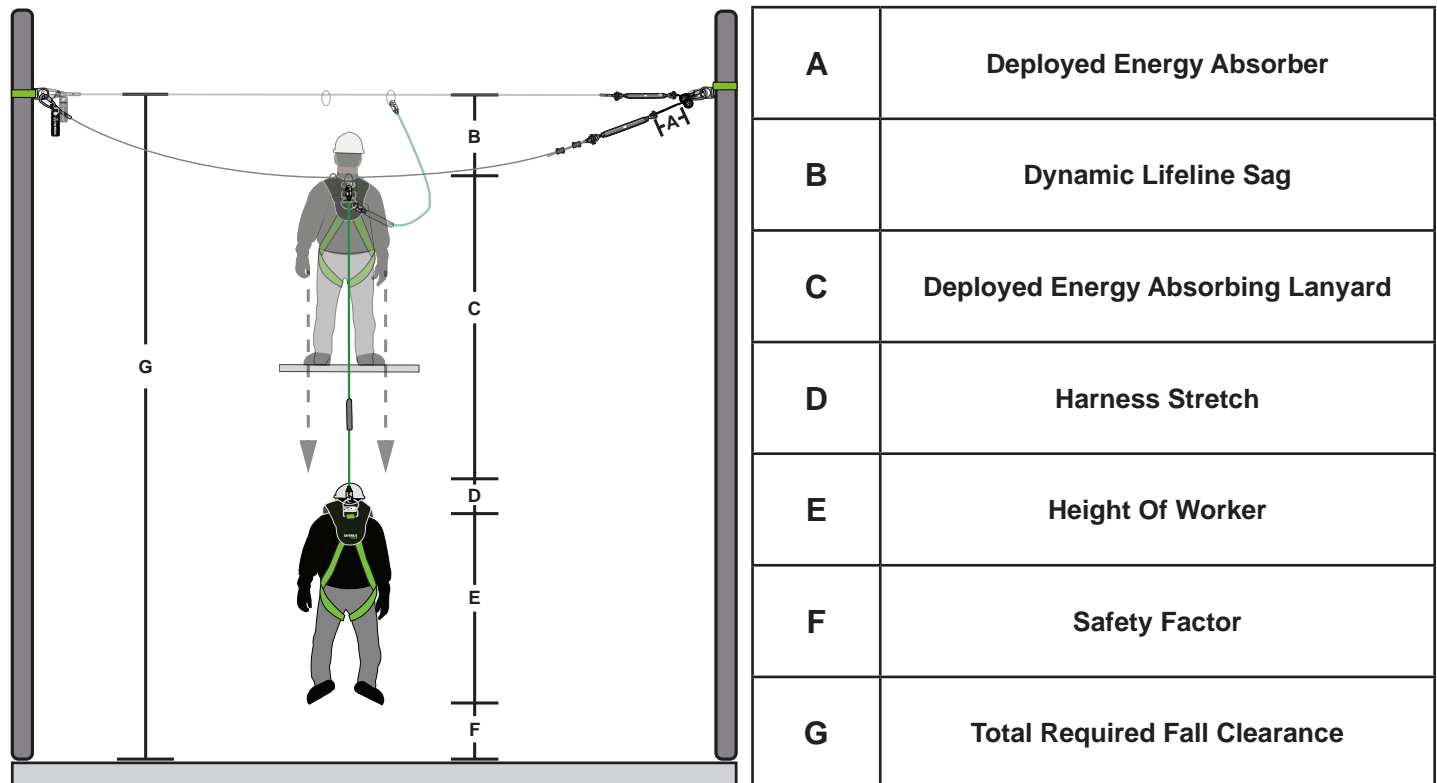 A
B
C
G
D
E
F
A Deployed Energy Absorber
B Dynamic Lifeline Sag
C Deployed Energy Absorbing Lanyard
D Harness Stretch
E Height Of Worker
F Safety Factor
G Total Required Fall Clearance